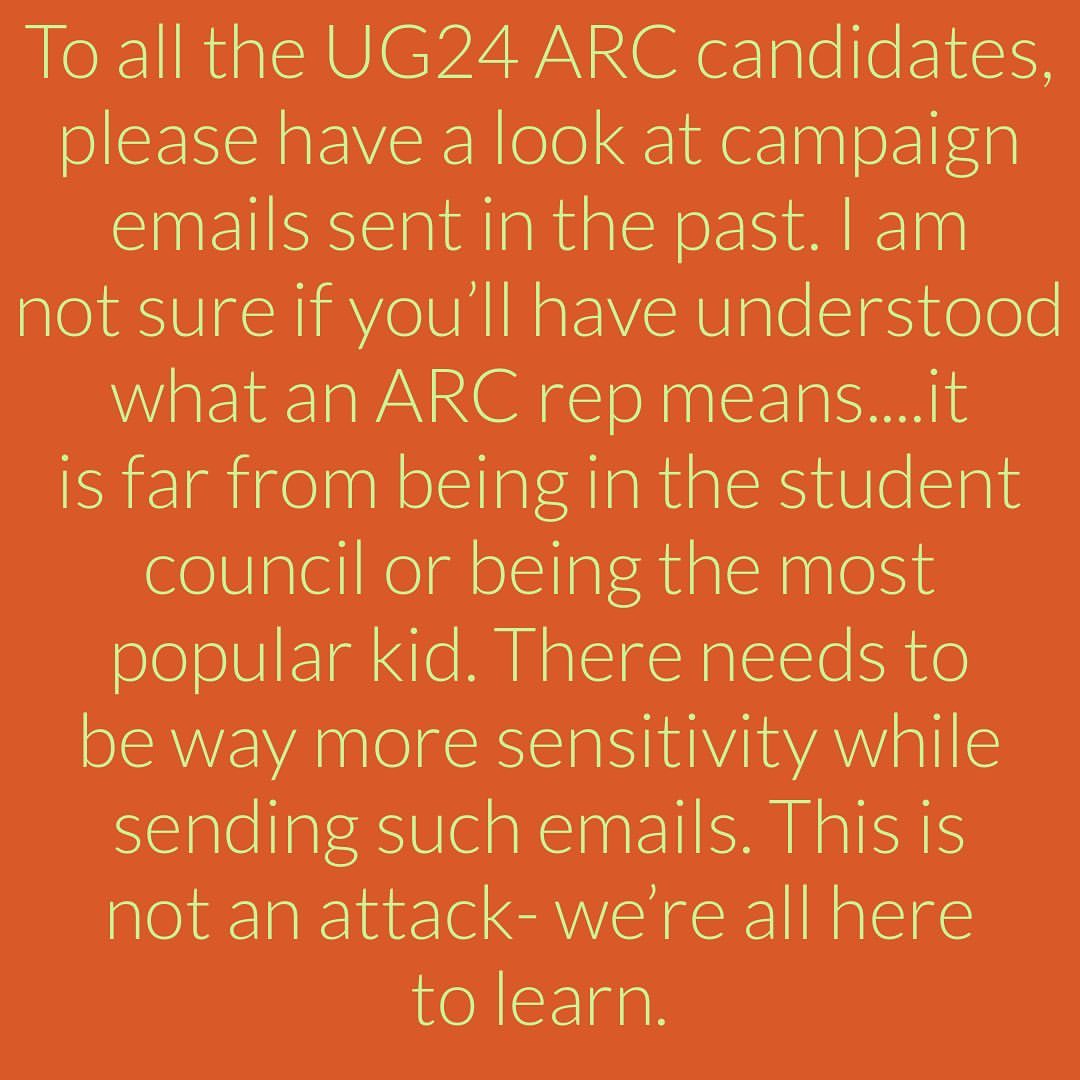 To all the UG24 ARC candidates,
please have a look at campaign
emails sent in the past. I am
not sure if you’ll have understood
what an ARC rep means....it
is far from being in the student
council or being the most
popular kid. There needs to
be way more sensitivity while
sending such emails. This is
not an attack- we’re all here
to learn.